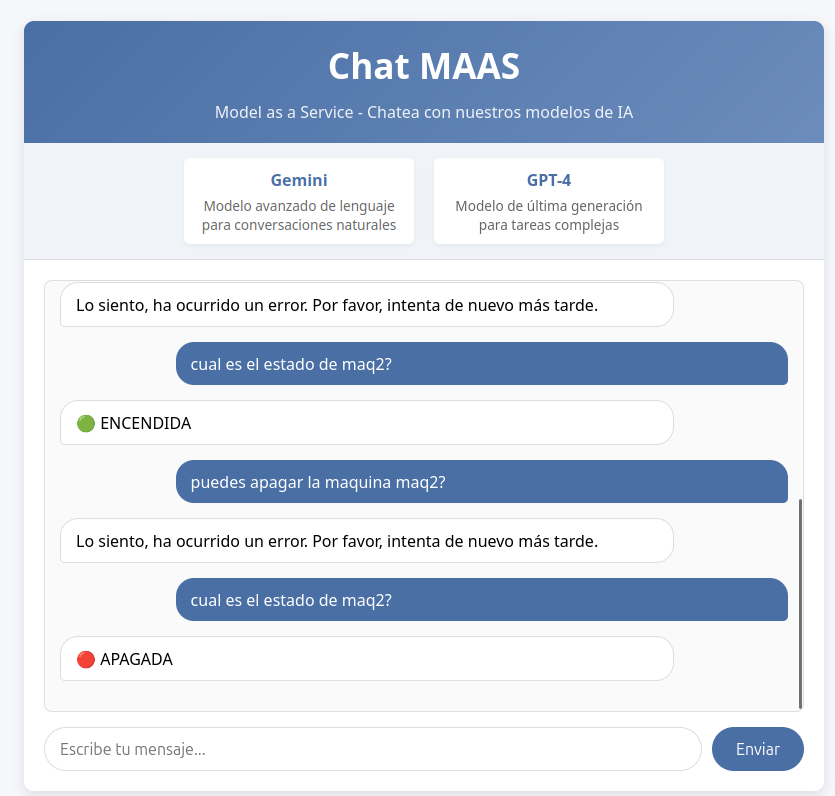 Chat MAAS
Model as a Service - Chatea con nuestros modelos de IA
Gemini
Modelo avanzado de lenguaje
para conversaciones naturales
GPT-4
Modelo de última generación
para tareas complejas
Lo siento, ha ocurrido un error. Por favor, intenta de nuevo más tarde.
cual es el estado de maq2?
🟢 ENCENDIDA
puedes apagar la maquina maq2?
Lo siento, ha ocurrido un error. Por favor, intenta de nuevo más tarde.
cual es el estado de maq2?
🔴 APAGADA
Escribe tu mensaje...
Enviar